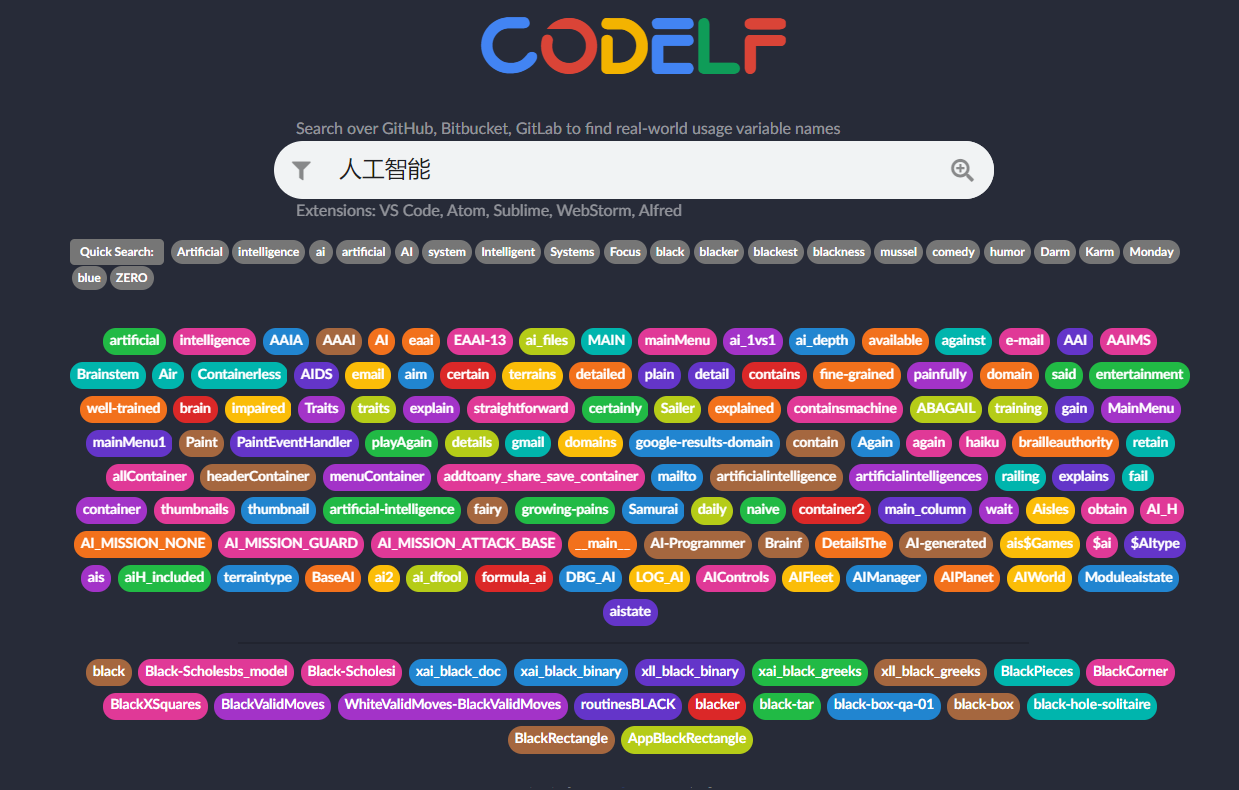 CODELF
Search over GitHub, Bitbucket, GitLab to find real-world usage variable names
人工智能
Extensions: VS Code, Atom, Sublime, WebStorm, Alfred
Quick Search: Artificial intelligence ai artificial AI system Intelligent Systems Focus black blacker blackest blackness mussel comedy humor Darm Karm Monday
blue ZERO
artificial intelligence AAIA AAAI AI eaai EAAI-13 ai_files MAIN mainMenu ai_1vs1 ai_depth available against e-mail AAI AAIMS
Brainstem Air Containerless AIDS email aim certain terrains detailed plain detail contains fine-grained painfully domain said entertainment
well-trained brain impaired Traits traits explain straightforward certainly Sailer explained containsmachine ABAGAIL training gain MainMenu
mainMenu1 Paint PaintEventHandler playAgain details gmail domains google-results-domain contain Again again haiku brailleauthority retain
allContainer headerContainer menuContainer addtoany_share_save_container mailto artificialintelligence artificialintelligences railing explains fail
container thumbnails thumbnail artificial-intelligence fairy growing-pains Samurai daily naive container2 main_column wait Aisles obtain AI_H
AI_MISSION_NONE AI_MISSION_GUARD AI_MISSION_ATTACK_BASE __main__ AI-Programmer Brainf DetailsThe AI-generated ais$Games $ai $AItype
ais aiH_included terraintype BaseAI ai2 ai_dfool formula_ai DBG_AI LOG_AI AIControls AIFleet AIManager AIPlanet AIWorld Moduleaistate
aistate
black Black-Scholesbs_model Black-Scholesi xai_black_doc xai_black_binary xll_black_binary xai_black_greeks xll_black_greeks BlackPieces BlackCorner
BlackXSquares BlackValidMoves WhiteValidMoves-BlackValidMoves routinesBLACK blacker black-tar black-box-qa-01 black-box black-hole-solitaire
BlackRectangle AppBlackRectangle